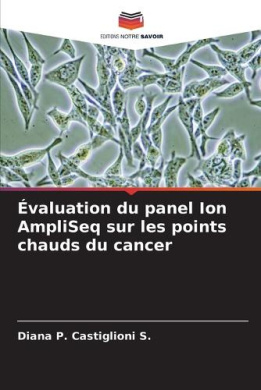 EDITIONS NOTRE SAVOIR
Évaluation du panel Ion
AmpliSeq sur les points
chauds du cancer
Diana P. Castiglioni S.